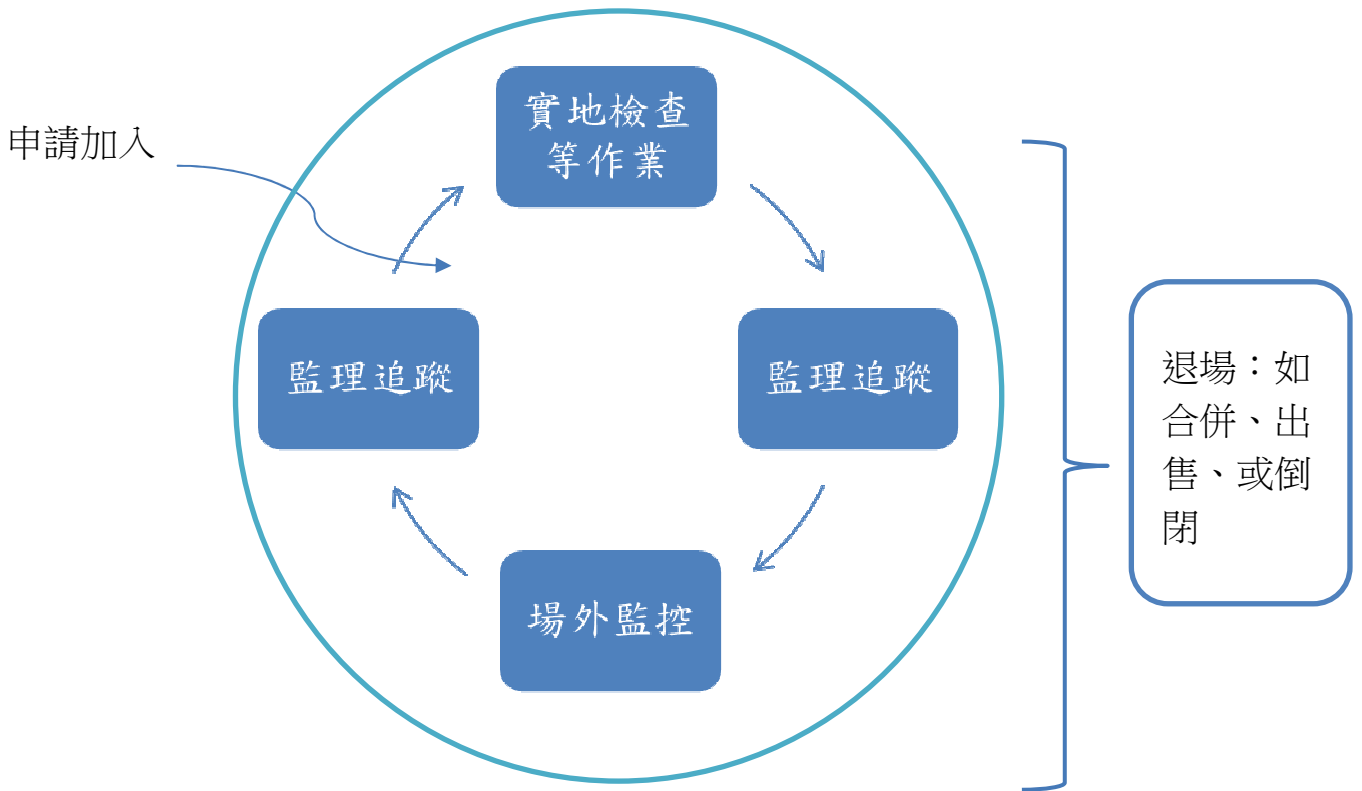 實地檢查
等作業
申請加入
監理追蹤
監理追蹤
場外監控
退場：如
合併、出
售、或倒
閉